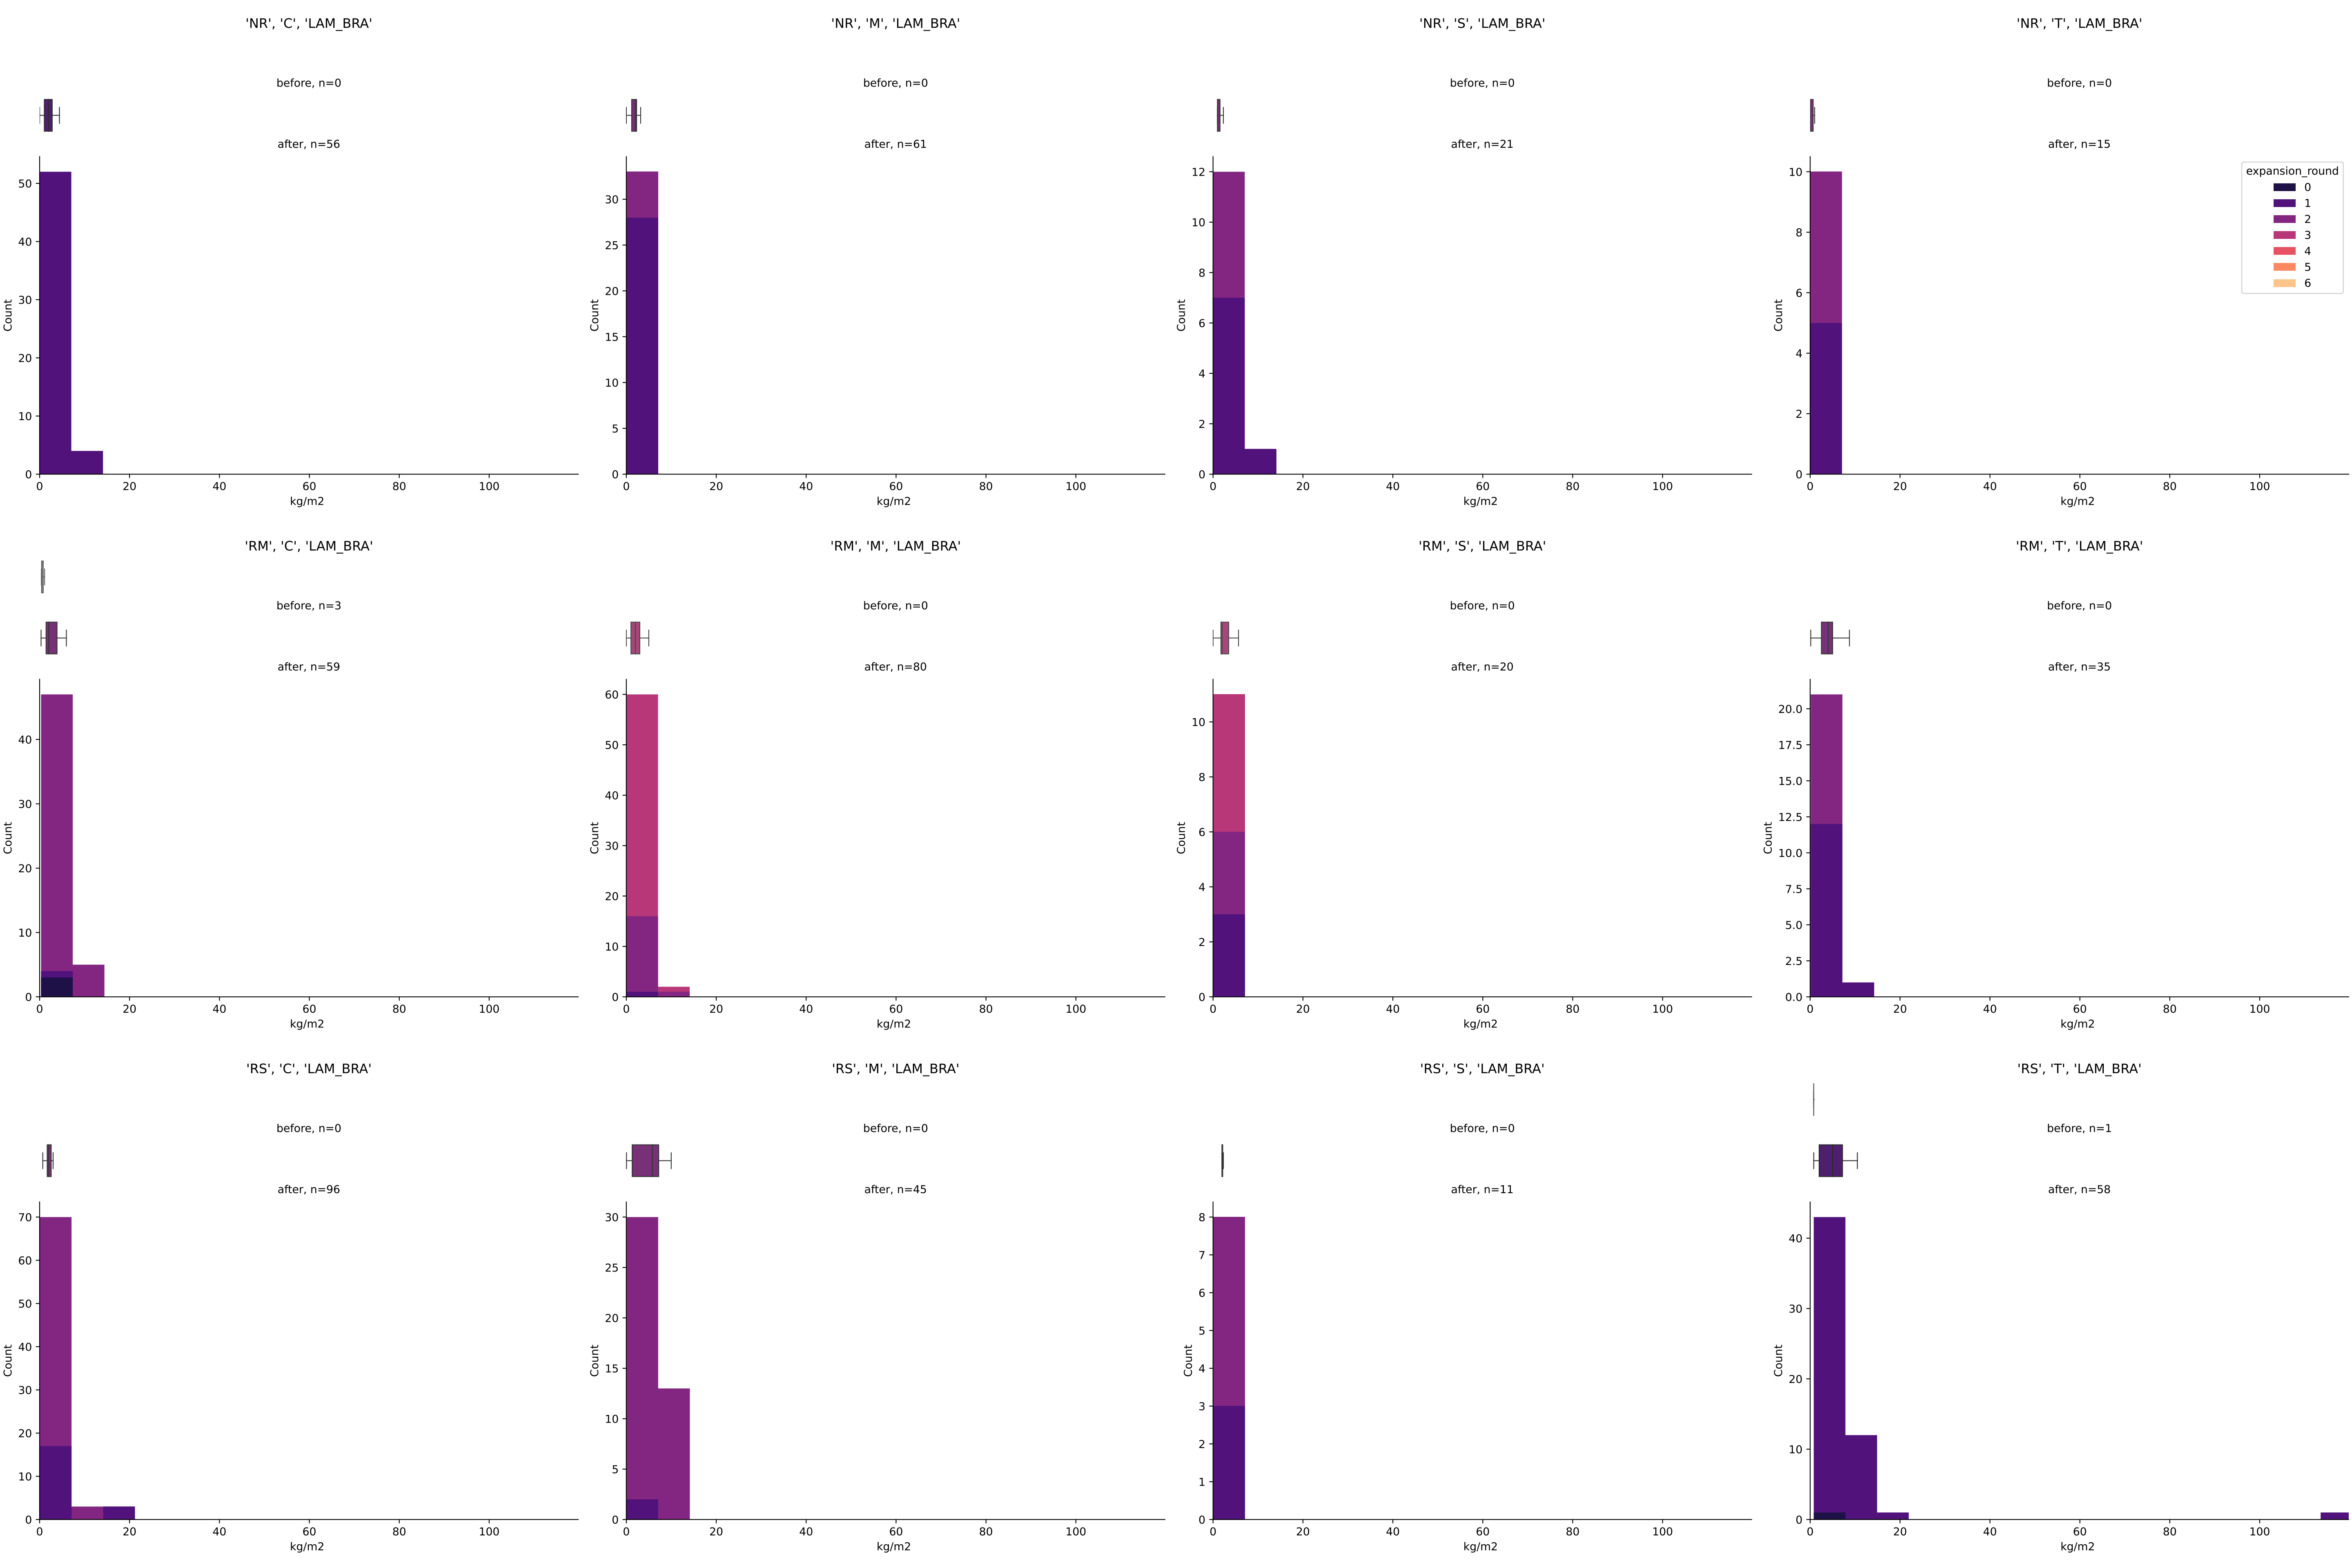 'NR', 'C', 'LAM_BRA'
before, n=0
after, n=56
50
40
30
20
10
0
Count
0 20 40 60 80 100
kg/m2
'NR', 'M', 'LAM_BRA'
before, n=0
after, n=61
30
25
20
15
10
5
0
Count
0 20 40 60 80 100
kg/m2
'NR', 'S', 'LAM_BRA'
before, n=0
after, n=21
12
10
8
6
4
2
0
Count
0 20 40 60 80 100
kg/m2
'NR', 'T', 'LAM_BRA'
before, n=0
after, n=15
10
8
6
4
2
0
Count
0 20 40 60 80 100
kg/m2
expansion_round
0
1
2
3
4
5
6
'RM', 'C', 'LAM_BRA'
before, n=3
after, n=59
40
30
20
10
0
Count
0 20 40 60 80 100
kg/m2
'RM', 'M', 'LAM_BRA'
before, n=0
after, n=80
60
50
40
30
20
10
0
Count
0 20 40 60 80 100
kg/m2
'RM', 'S', 'LAM_BRA'
before, n=0
after, n=20
10
8
6
4
2
0
Count
0 20 40 60 80 100
kg/m2
'RM', 'T', 'LAM_BRA'
before, n=0
after, n=35
20.0
17.5
15.0
12.5
10.0
7.5
5.0
2.5
0.0
Count
0 20 40 60 80 100
kg/m2
'RS', 'C', 'LAM_BRA'
before, n=0
after, n=96
70
60
50
40
30
20
10
0
Count
0 20 40 60 80 100
kg/m2
'RS', 'M', 'LAM_BRA'
before, n=0
after, n=45
30
25
20
15
10
5
0
Count
0 20 40 60 80 100
kg/m2
'RS', 'S', 'LAM_BRA'
before, n=0
after, n=11
8
7
6
5
4
3
2
1
0
Count
0 20 40 60 80 100
kg/m2
'RS', 'T', 'LAM_BRA'
before, n=1
after, n=58
40
30
20
10
0
Count
0 20 40 60 80 100
kg/m2